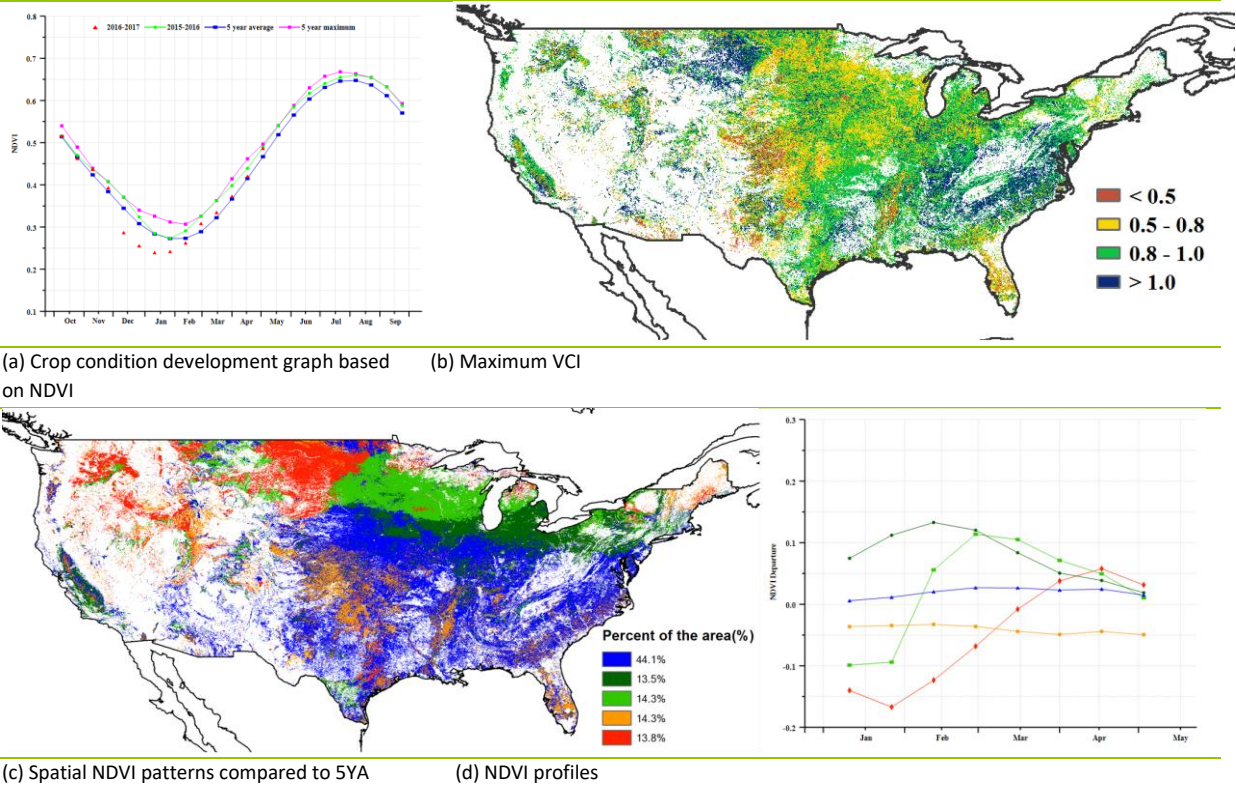 0.8
2016-2017 2015-2016 5 year average 5 year maximum
0.7
0.6
0.5
NDVI
0.4
0.3
0.2
0.1
Oct Nov Dec Jan Feb Mar Apr May Jun Jul Aug Sep
< 0.5
0.5 - 0.8
0.8 - 1.0
> 1.0
(a) Crop condition development graph based
on NDVI
(b) Maximum VCI
Percent of the area(%)
44.1%
13.5%
14.3%
14.3%
13.8%
0.3
0.2
0.1
NDVI Departure
0.0
-0.1
-0.2
Jan Feb Mar Apr May
(c) Spatial NDVI patterns compared to 5YA
(d) NDVI profiles